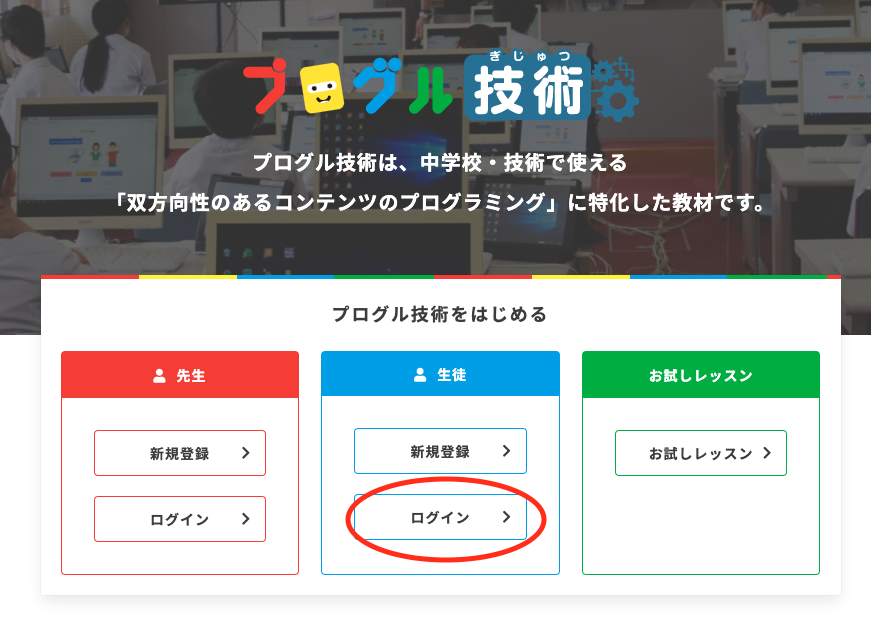 ぎじゅつ
プログル技術
プログル技術は、中学校・技術で使える
「双方向性のあるコンテンツのプログラミング」に特化した教材です。
プログル技術をはじめる
先生
生徒
お試しレッスン
新規登録
新規登録
お試しレッスン
ログイン
ログイン